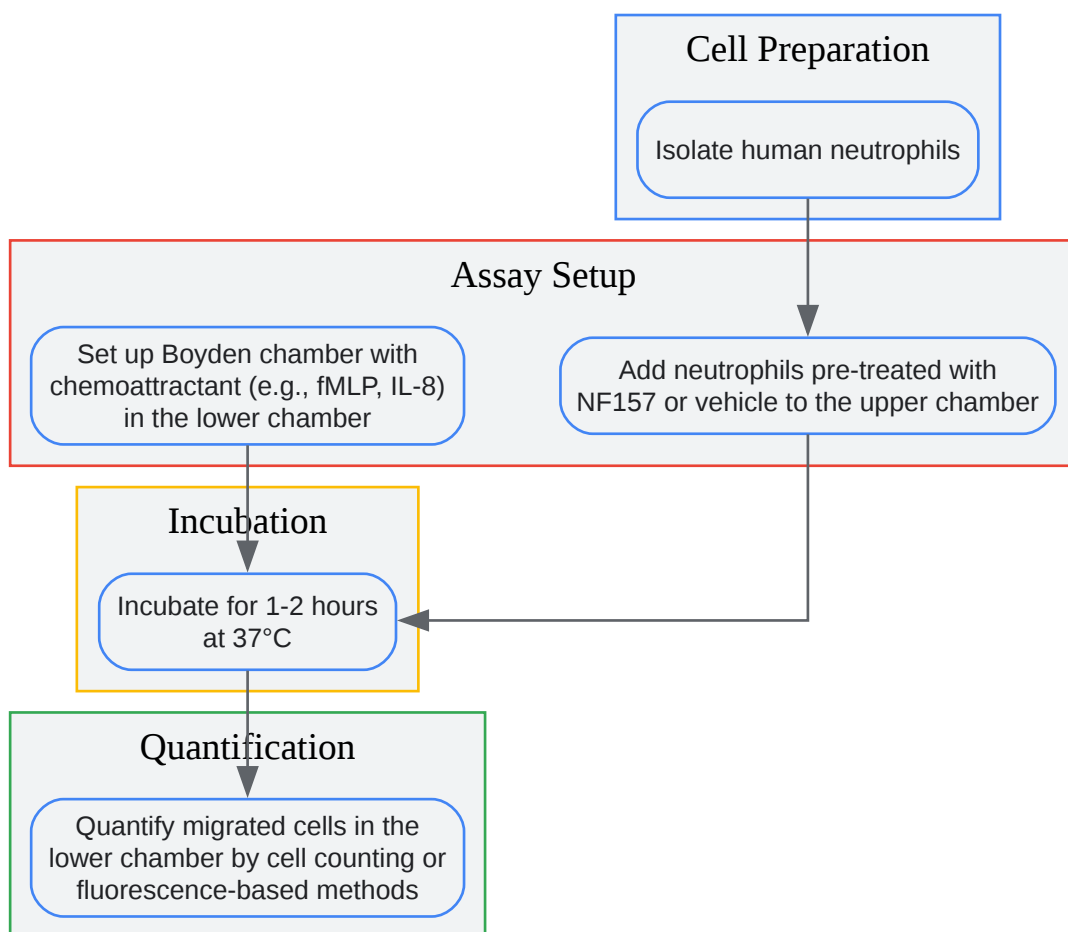 Cell Preparation
Isolate human neutrophils
Assay Setup
Set up Boyden chamber with
chemoattractant (e.g., fMLP, IL-8)
in the lower chamber
Add neutrophils pre-treated with
NF157 or vehicle to the upper chamber
Incubation
Incubate for 1-2 hours
at 37°C
Quantification
Quantify migrated cells in the
lower chamber by cell counting or
fluorescence-based methods